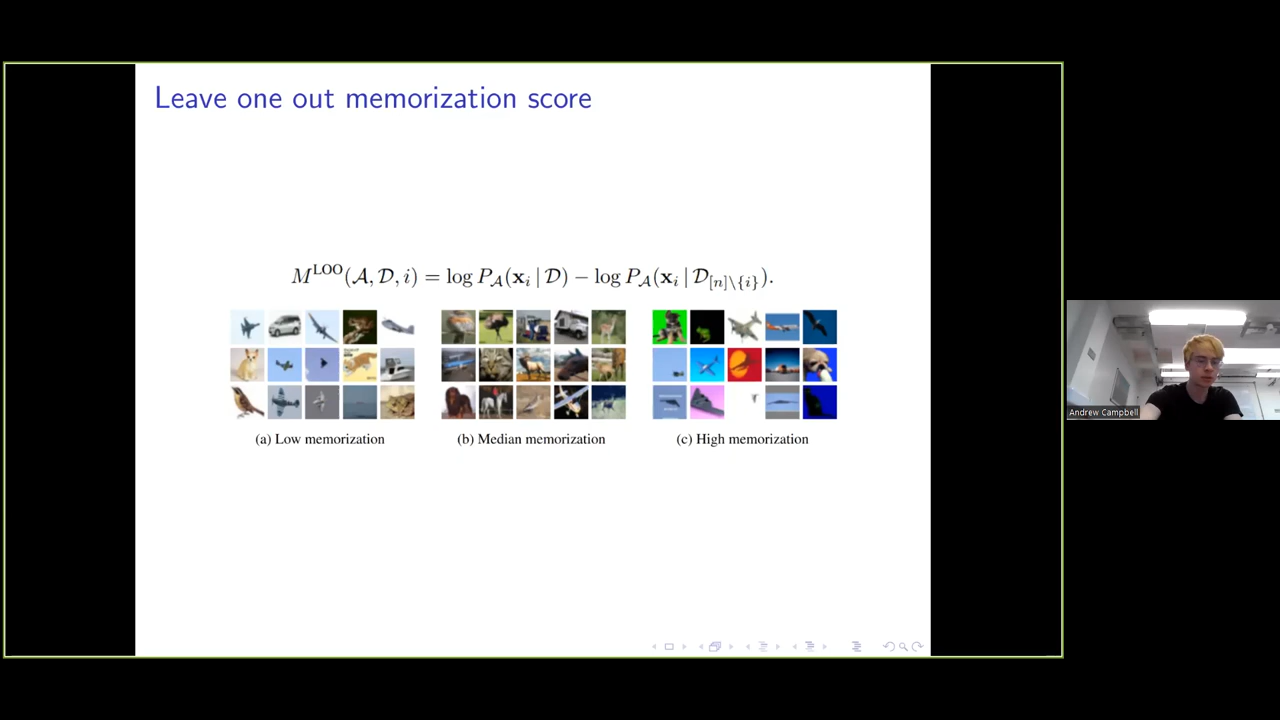 Leave one out memorization score
M^LOO(𝒜, 𝒟, i) = log P_𝒜(x_i | 𝒟) − log P_𝒜(x_i | 𝒟_{[n]\{i}}).
(a) Low memorization
(b) Median memorization
(c) High memorization
Andrew Campbell